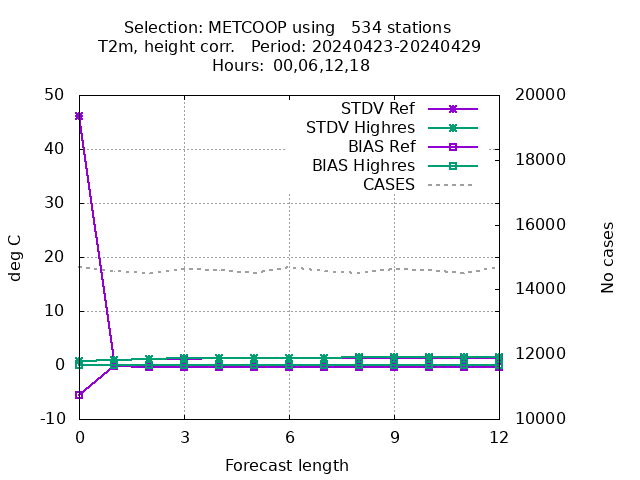 Selection: METCOOP using   534 stations
T2m, height corr.   Period: 20240423-20240429
Hours:  00,06,12,18
50 20000
STDV Ref
STDV Highres
BIAS Ref
BIAS Highres
CASES
40 18000
30 16000
20 14000
10 12000
0
-10 10000
deg C
No cases
0 3 6 9 12
Forecast length